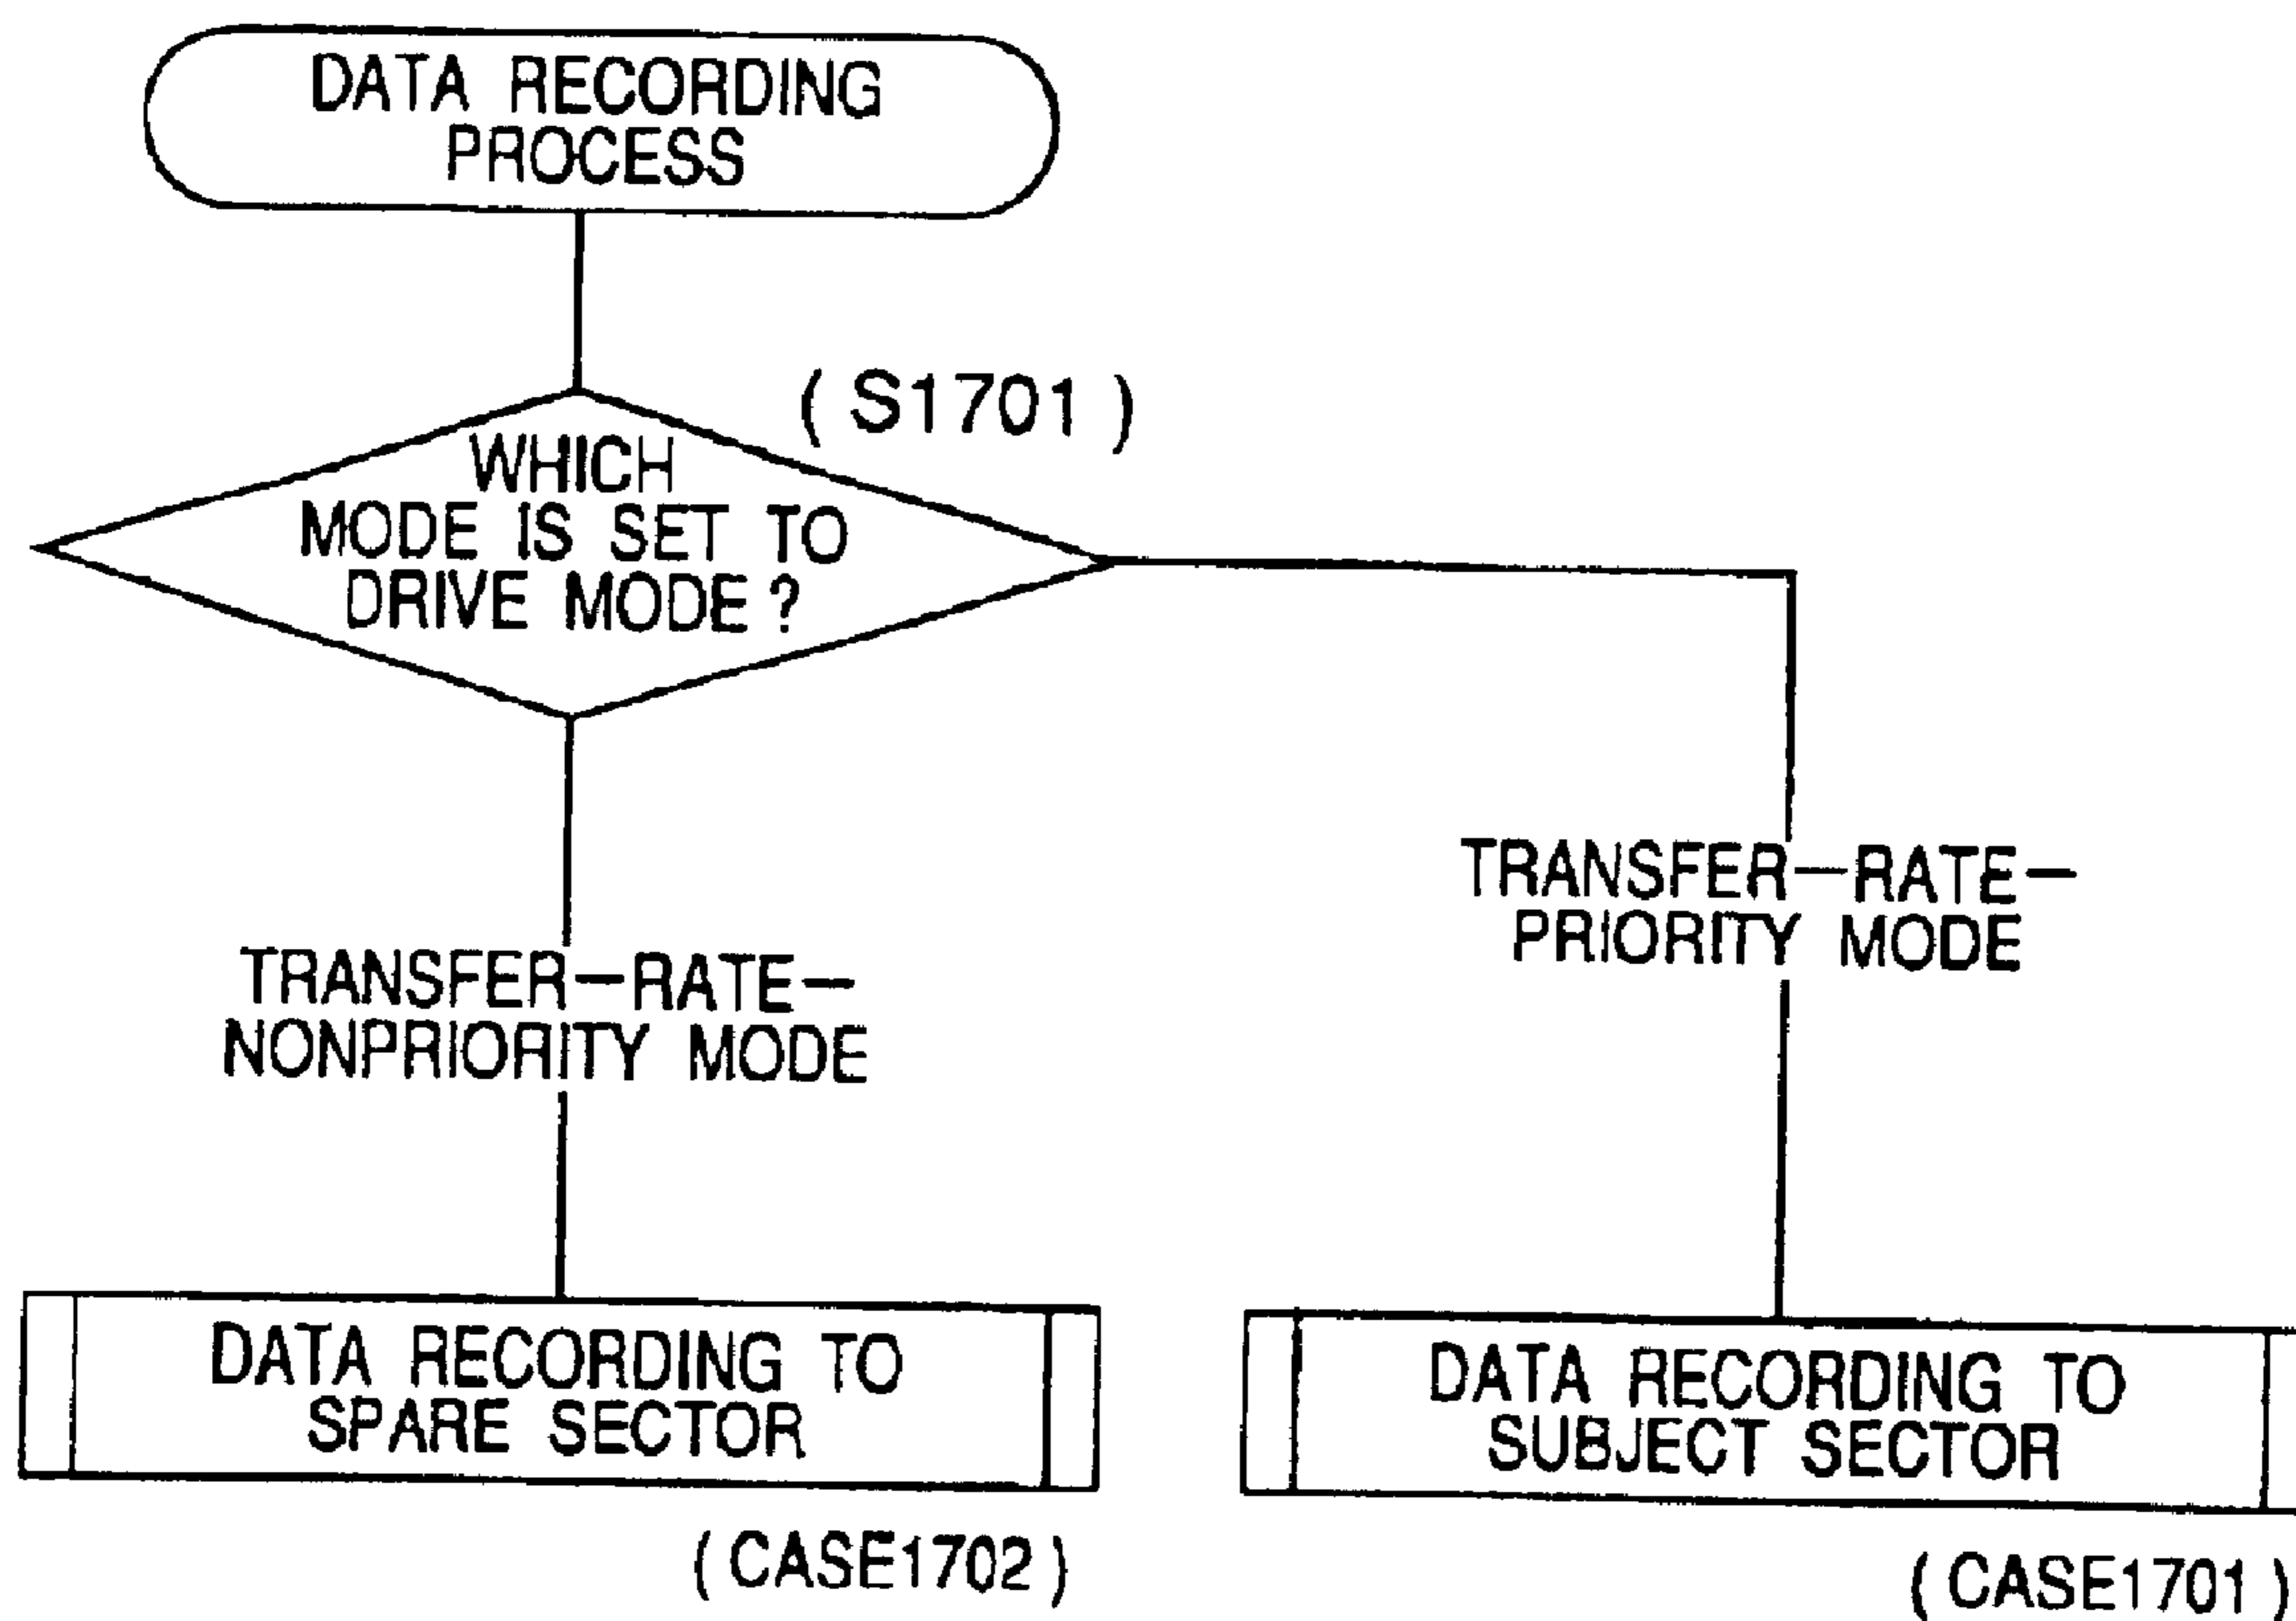 DATA RECORDING
PROCESS
( S1701 )
WHICH
MODE IS SET TO
DRIVE MODE ?
TRANSFER-RATE-
PRIORITY MODE
TRANSFER-RATE-
NONPRIORITY MODE
DATA RECORDING TO
SPARE SECTOR
(CASE1702)
DATA RECORDING TO
SUBJECT SECTOR
(CASE1701)